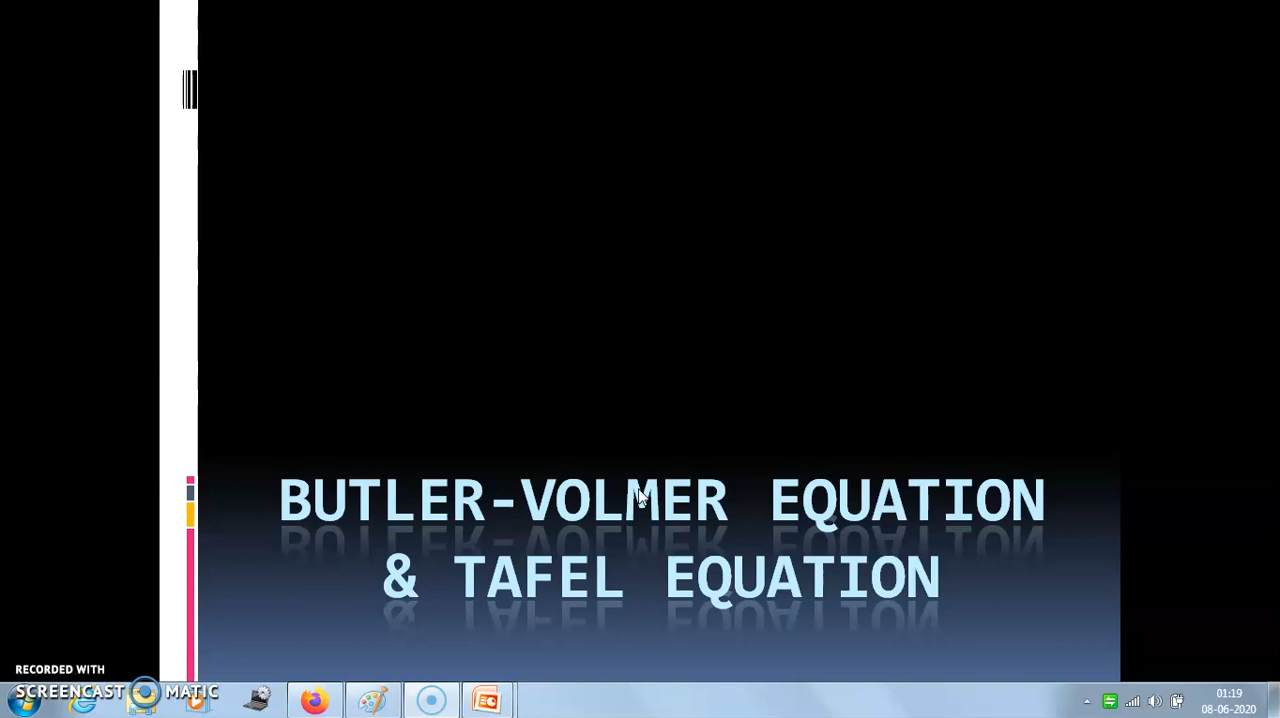 BUTLER-VOLMER EQUATION
& TAFEL EQUATION
RECORDED WITH
SCREENCAST MATIC
01:19
08-06-2020